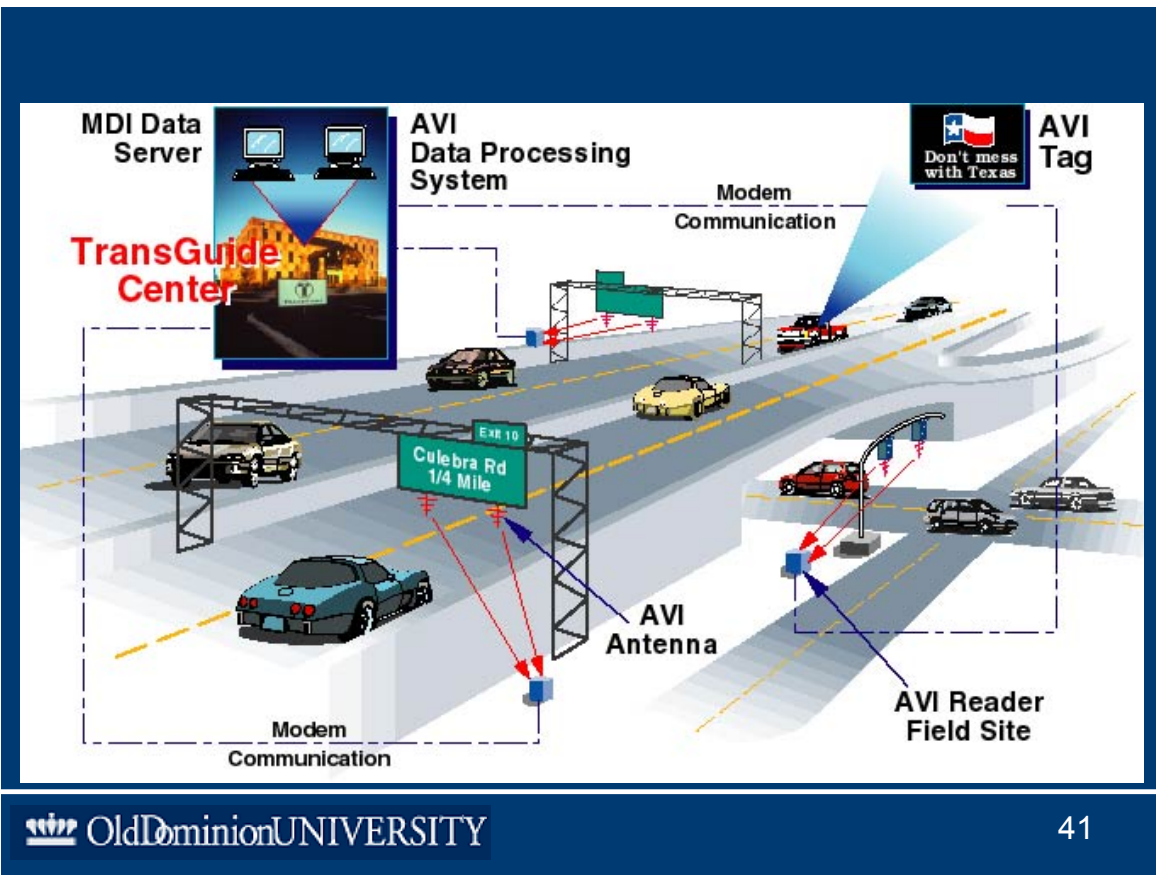 MDI Data
Server
AVI
Data Processing
System
Don't mess
with Texas
AVI
Tag
Modem
Communication
TransGuide
Center
Exit 10
Culebra Rd
1/4 Mile
AVI
Antenna
AVI Reader
Field Site
Modem
Communication
OldDominionUNIVERSITY
41